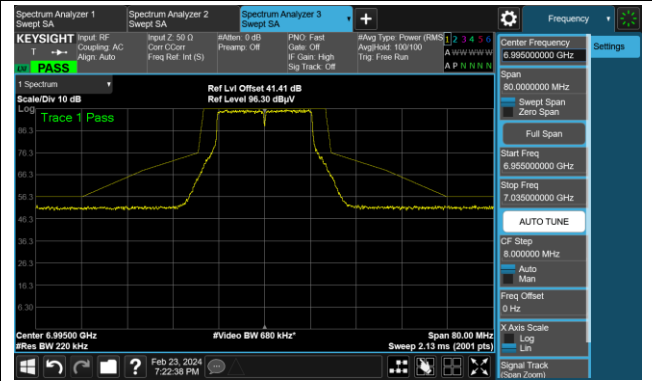 Spectrum Analyzer 1
Swept SA
Spectrum Analyzer 2
Swept SA
Spectrum Analyzer 3
Swept SA
Frequency
KEYSIGHT
Input: RF
Coupling: AC
Align: Auto
Input Z: 50 Ω
Corr CCorr
Freq Ref: Int (S)
#Atten: 0 dB
Preamp: Off
PNO: Fast
Gate: Off
IF Gain: High
Sig Track: Off
#Avg Type: Power (RMS
Avg|Hold: 100/100
Trig: Free Run
1 2 3 4 5 6
A W W W W W
A P N N N N
T
LXI
PASS
1 Spectrum
Scale/Div 10 dB
Ref Lvl Offset 41.41 dB
Ref Level 96.30 dBµV
Log
Trace 1 Pass
86.3
76.3
66.3
56.3
46.3
36.3
26.3
16.3
6.30
Center 6.99500 GHz
#Res BW 220 kHz
#Video BW 680 kHz*
Span 80.00 MHz
Sweep 2.13 ms (2001 pts)
Feb 23, 2024
7:22:38 PM
Center Frequency
6.995000000 GHz
Settings
Span
80.0000000 MHz
Swept Span
Zero Span
Full Span
Start Freq
6.955000000 GHz
Stop Freq
7.035000000 GHz
AUTO TUNE
CF Step
8.000000 MHz
Auto
Man
Freq Offset
0 Hz
X Axis Scale
Log
Lin
Signal Track
(Span Zoom)